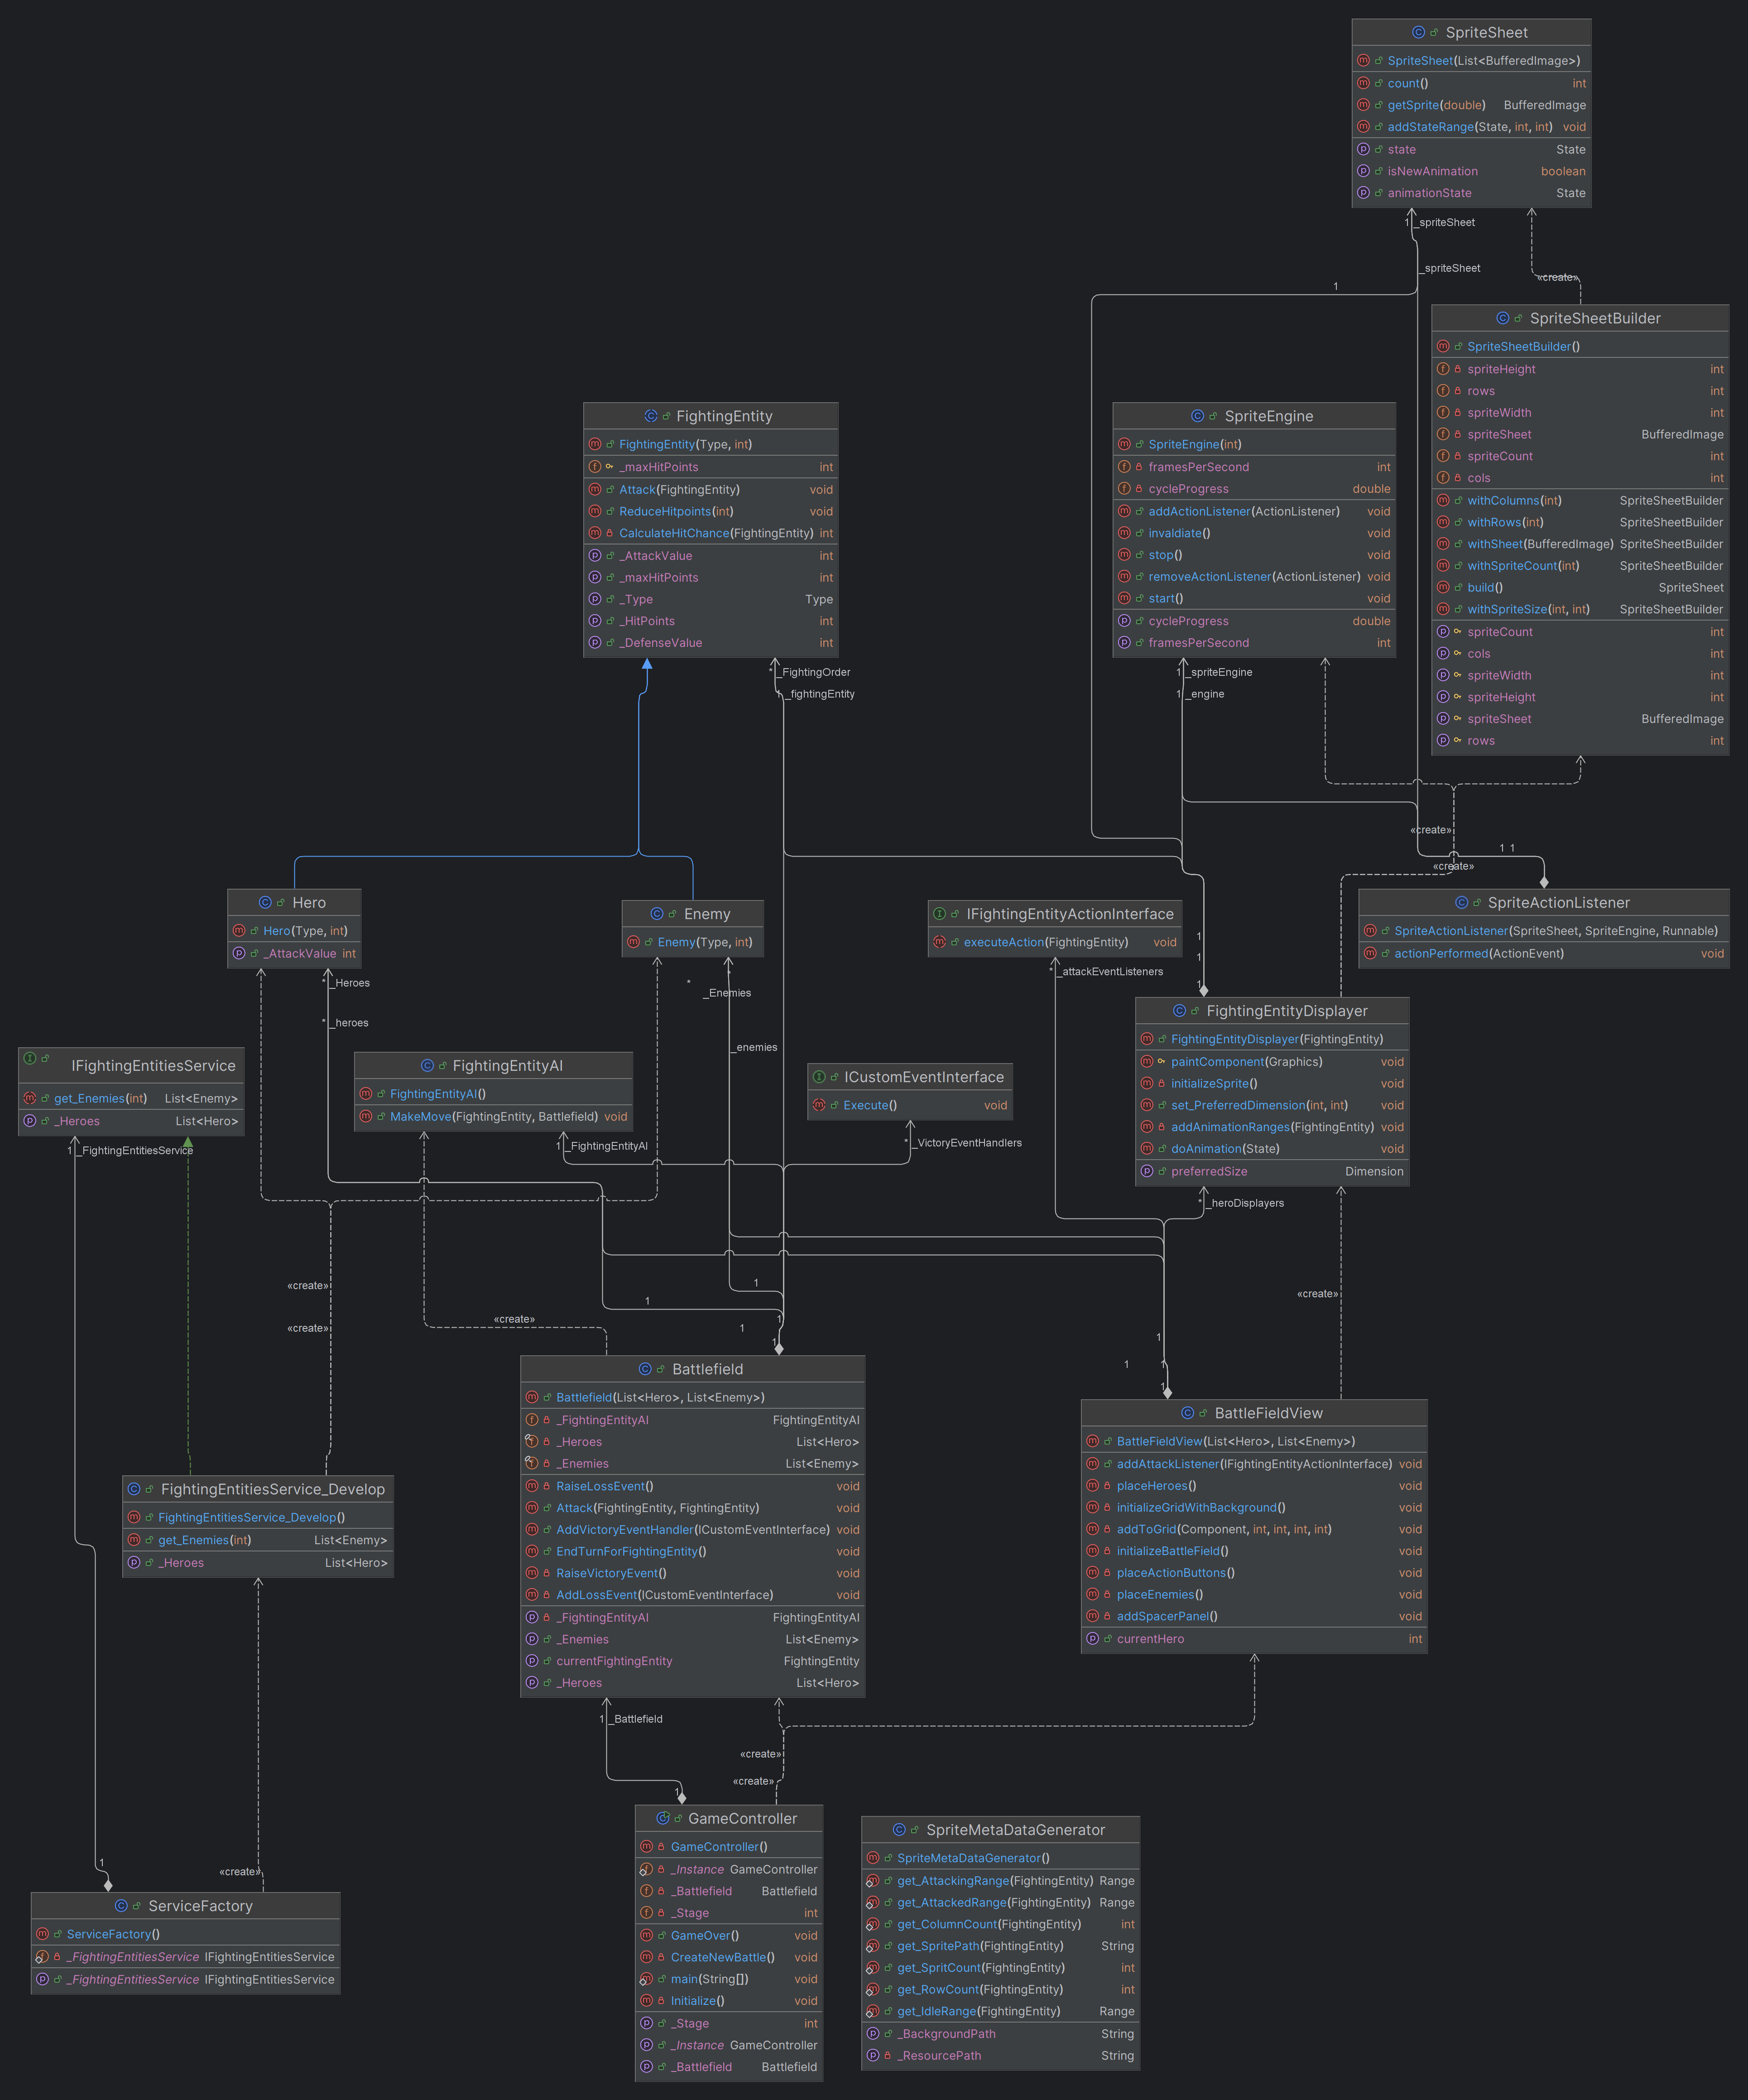 SpriteSheet
SpriteSheet(List<BufferedImage>)
count() int
getSprite(double) BufferedImage
addStateRange(State, int, int) void
state State
isNewAnimation boolean
animationState State
1 _spriteSheet
_spriteSheet
1
«create»
SpriteSheetBuilder
SpriteSheetBuilder()
spriteHeight int
rows int
spriteWidth int
spriteSheet BufferedImage
spriteCount int
cols int
withColumns(int) SpriteSheetBuilder
withRows(int) SpriteSheetBuilder
withSheet(BufferedImage) SpriteSheetBuilder
withSpriteCount(int) SpriteSheetBuilder
build() SpriteSheet
withSpriteSize(int, int) SpriteSheetBuilder
spriteCount int
cols int
spriteWidth int
spriteHeight int
spriteSheet BufferedImage
rows int
FightingEntity
FightingEntity(Type, int)
_maxHitPoints int
Attack(FightingEntity) void
ReduceHitpoints(int) void
CalculateHitChance(FightingEntity) int
_AttackValue int
_maxHitPoints int
_Type Type
_HitPoints int
_DefenseValue int
* _FightingOrder
1 _fightingEntity
SpriteEngine
SpriteEngine(int)
framesPerSecond int
cycleProgress double
addActionListener(ActionListener) void
invaldiate() void
stop() void
removeActionListener(ActionListener) void
start() void
cycleProgress double
framesPerSecond int
1 _spriteEngine
1 _engine
«create»
«create»
1 1
Hero
Hero(Type, int)
_AttackValue int
* _Heroes
* _heroes
Enemy
Enemy(Type, int)
*
* _Enemies
_enemies
IFightingEntityActionInterface
executeAction(FightingEntity) void
* _attackEventListeners
1
1
1
SpriteActionListener
SpriteActionListener(SpriteSheet, SpriteEngine, Runnable)
actionPerformed(ActionEvent) void
FightingEntityDisplayer
FightingEntityDisplayer(FightingEntity)
paintComponent(Graphics) void
initializeSprite() void
set_PreferredDimension(int, int) void
addAnimationRanges(FightingEntity) void
doAnimation(State) void
preferredSize Dimension
* _heroDisplayers
IFightingEntitiesService
get_Enemies(int) List<Enemy>
_Heroes List<Hero>
1 _FightingEntitiesService
FightingEntityAI
FightingEntityAI()
MakeMove(FightingEntity, Battlefield) void
1 _FightingEntityAI
ICustomEventInterface
Execute() void
* _VictoryEventHandlers
«create»
«create»
«create»
«create»
1
1
1
1
1
1
1
1
1
Battlefield
Battlefield(List<Hero>, List<Enemy>)
_FightingEntityAI FightingEntityAI
_Heroes List<Hero>
_Enemies List<Enemy>
RaiseLossEvent() void
Attack(FightingEntity, FightingEntity) void
AddVictoryEventHandler(ICustomEventInterface) void
EndTurnForFightingEntity() void
RaiseVictoryEvent() void
AddLossEvent(ICustomEventInterface) void
_FightingEntityAI FightingEntityAI
_Enemies List<Enemy>
currentFightingEntity FightingEntity
_Heroes List<Hero>
1 _Battlefield
BattleFieldView
BattleFieldView(List<Hero>, List<Enemy>)
addAttackListener(IFightingEntityActionInterface) void
placeHeroes() void
initializeGridWithBackground() void
addToGrid(Component, int, int, int, int) void
initializeBattleField() void
placeActionButtons() void
placeEnemies() void
addSpacerPanel() void
currentHero int
FightingEntitiesService_Develop
FightingEntitiesService_Develop()
get_Enemies(int) List<Enemy>
_Heroes List<Hero>
«create»
«create»
1
GameController
GameController()
_Instance GameController
_Battlefield Battlefield
_Stage int
GameOver() void
CreateNewBattle() void
main(String[]) void
Initialize() void
_Stage int
_Instance GameController
_Battlefield Battlefield
SpriteMetaDataGenerator
SpriteMetaDataGenerator()
get_AttackingRange(FightingEntity) Range
get_AttackedRange(FightingEntity) Range
get_ColumnCount(FightingEntity) int
get_SpritePath(FightingEntity) String
get_SpritCount(FightingEntity) int
get_RowCount(FightingEntity) int
get_IdleRange(FightingEntity) Range
_BackgroundPath String
_ResourcePath String
1
«create»
ServiceFactory
ServiceFactory()
_FightingEntitiesService IFightingEntitiesService
_FightingEntitiesService IFightingEntitiesService